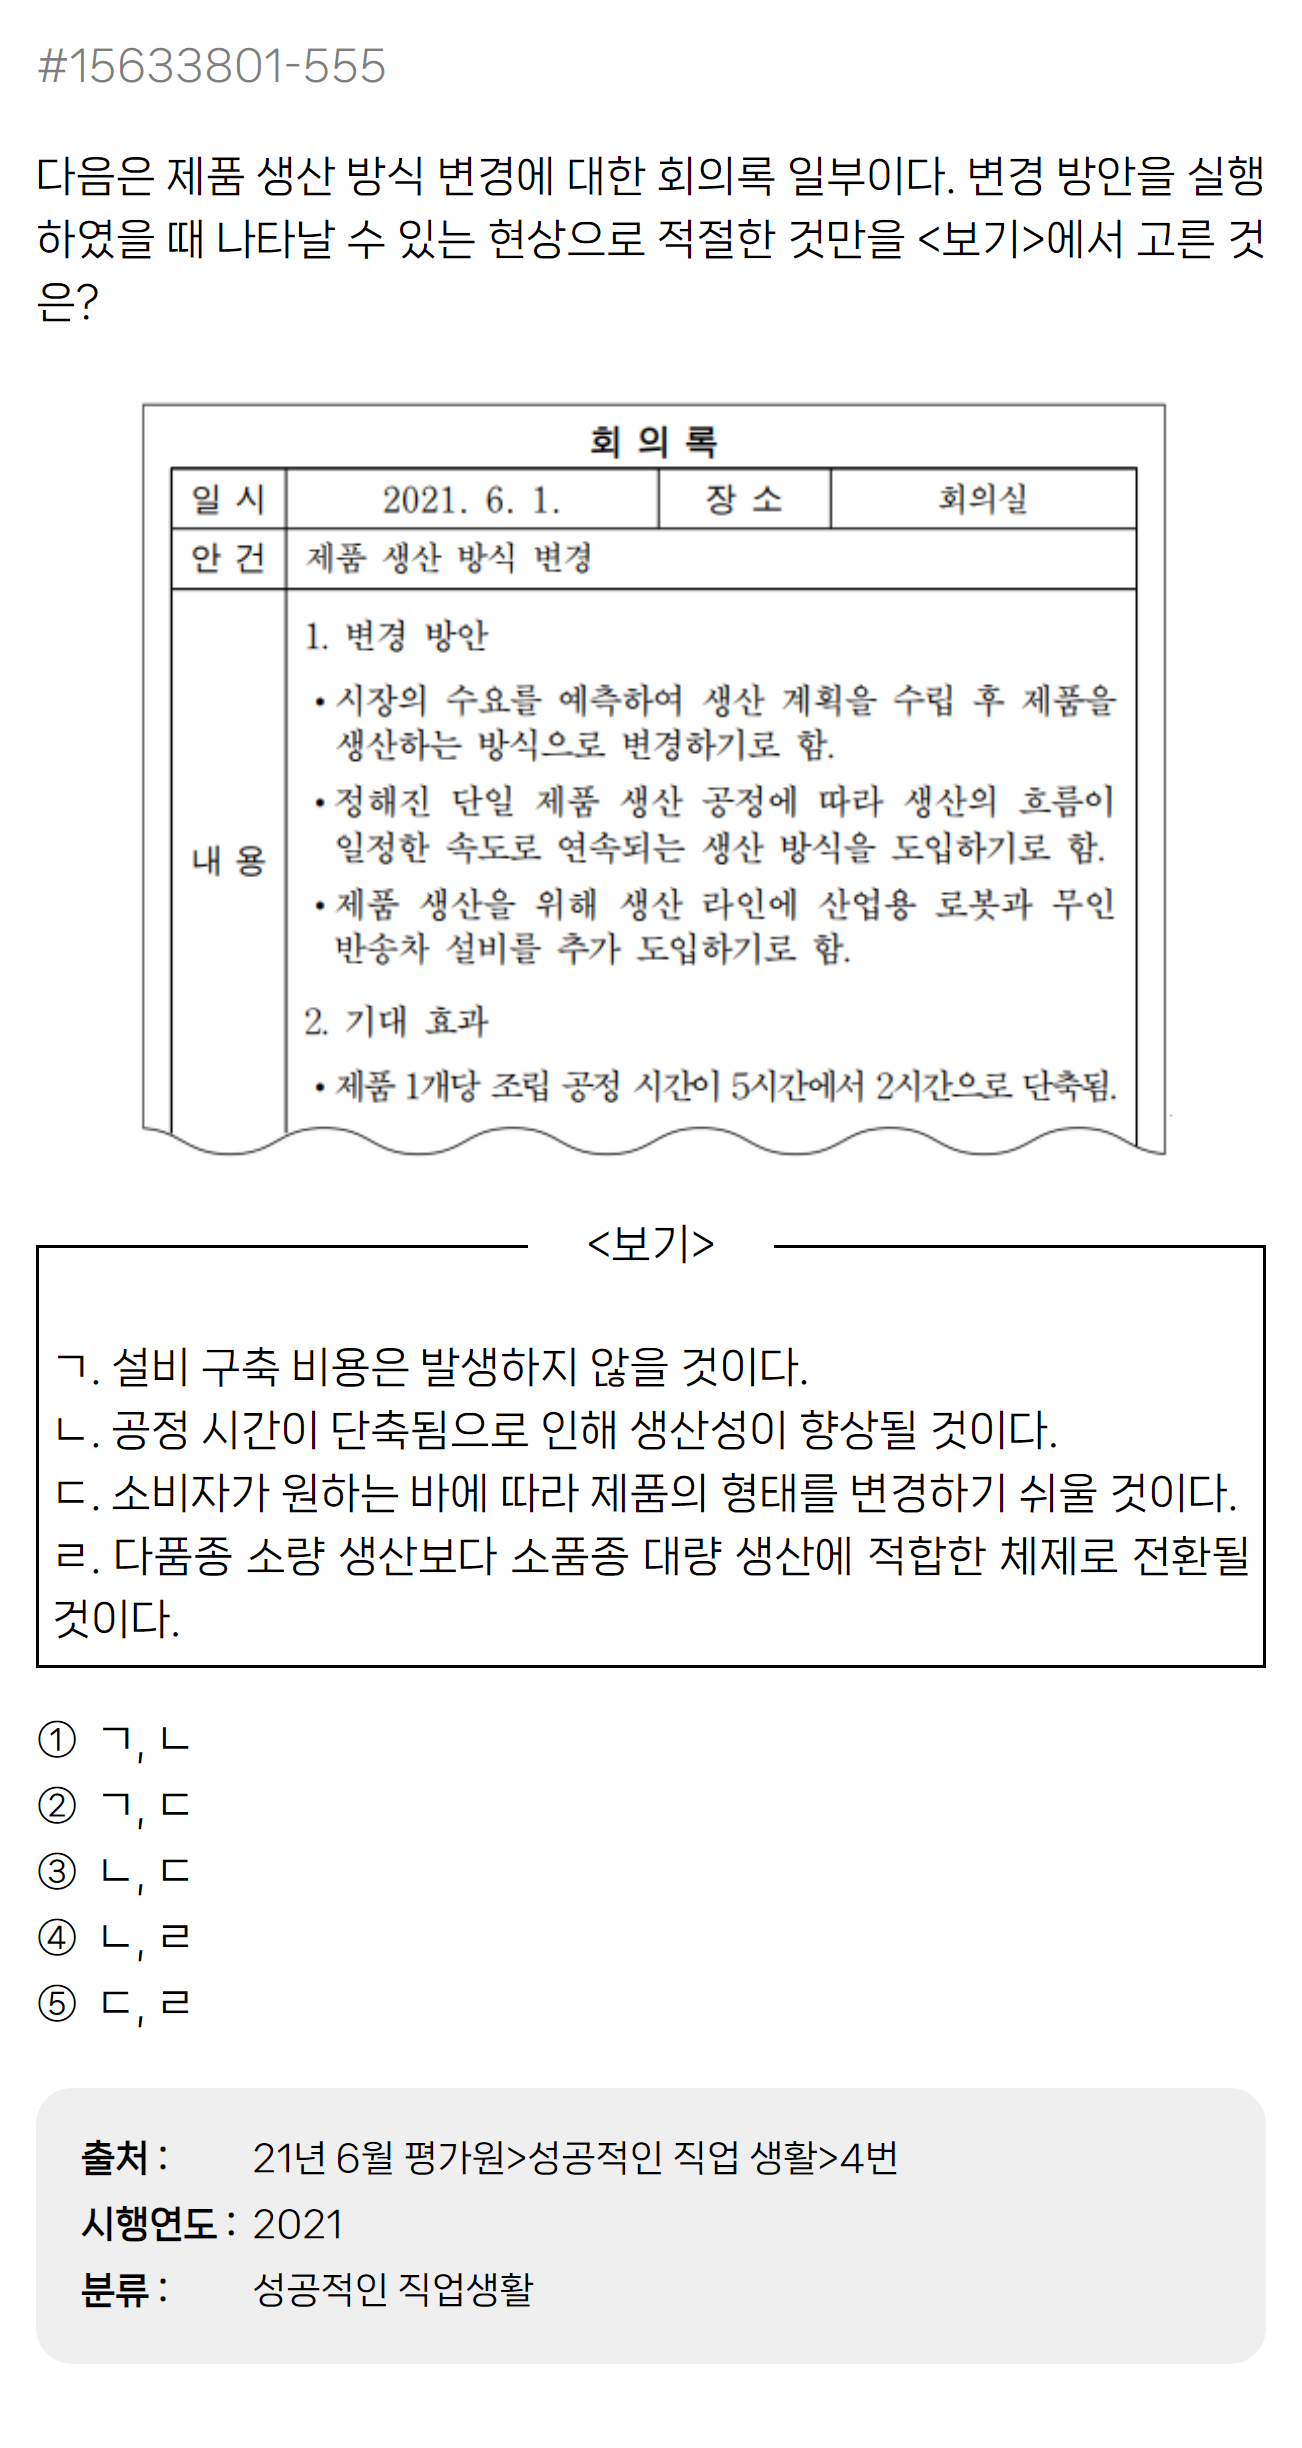 #15633801-555
다음은 제품 생산 방식 변경에 대한 회의록 일부이다. 변경 방안을 실행
하였을 때 나타날 수 있는 현상으로 적절한 것만을 <보기>에서 고른 것
은?
회 의 록
일 시 2021. 6. 1. 장 소 회의실
안 건 제품 생산 방식 변경
1. 변경 방안
• 시장의 수요를 예측하여 생산 계획을 수립 후 제품을
생산하는 방식으로 변경하기로 함.
• 정해진 단일 제품 생산 공정에 따라 생산의 흐름이
일정한 속도로 연속되는 생산 방식을 도입하기로 함.
내 용
• 제품 생산을 위해 생산 라인에 산업용 로봇과 무인
반송차 설비를 추가 도입하기로 함.
2. 기대 효과
• 제품 1개당 조립 공정 시간이 5시간에서 2시간으로 단축됨.
<보기>
ㄱ. 설비 구축 비용은 발생하지 않을 것이다.
ㄴ. 공정 시간이 단축됨으로 인해 생산성이 향상될 것이다.
ㄷ. 소비자가 원하는 바에 따라 제품의 형태를 변경하기 쉬울 것이다.
ㄹ. 다품종 소량 생산보다 소품종 대량 생산에 적합한 체제로 전환될
것이다.
① ㄱ, ㄴ
② ㄱ, ㄷ
③ ㄴ, ㄷ
④ ㄴ, ㄹ
⑤ ㄷ, ㄹ
출처 : 21년 6월 평가원>성공적인 직업 생활>4번
시행연도 : 2021
분류 : 성공적인 직업생활